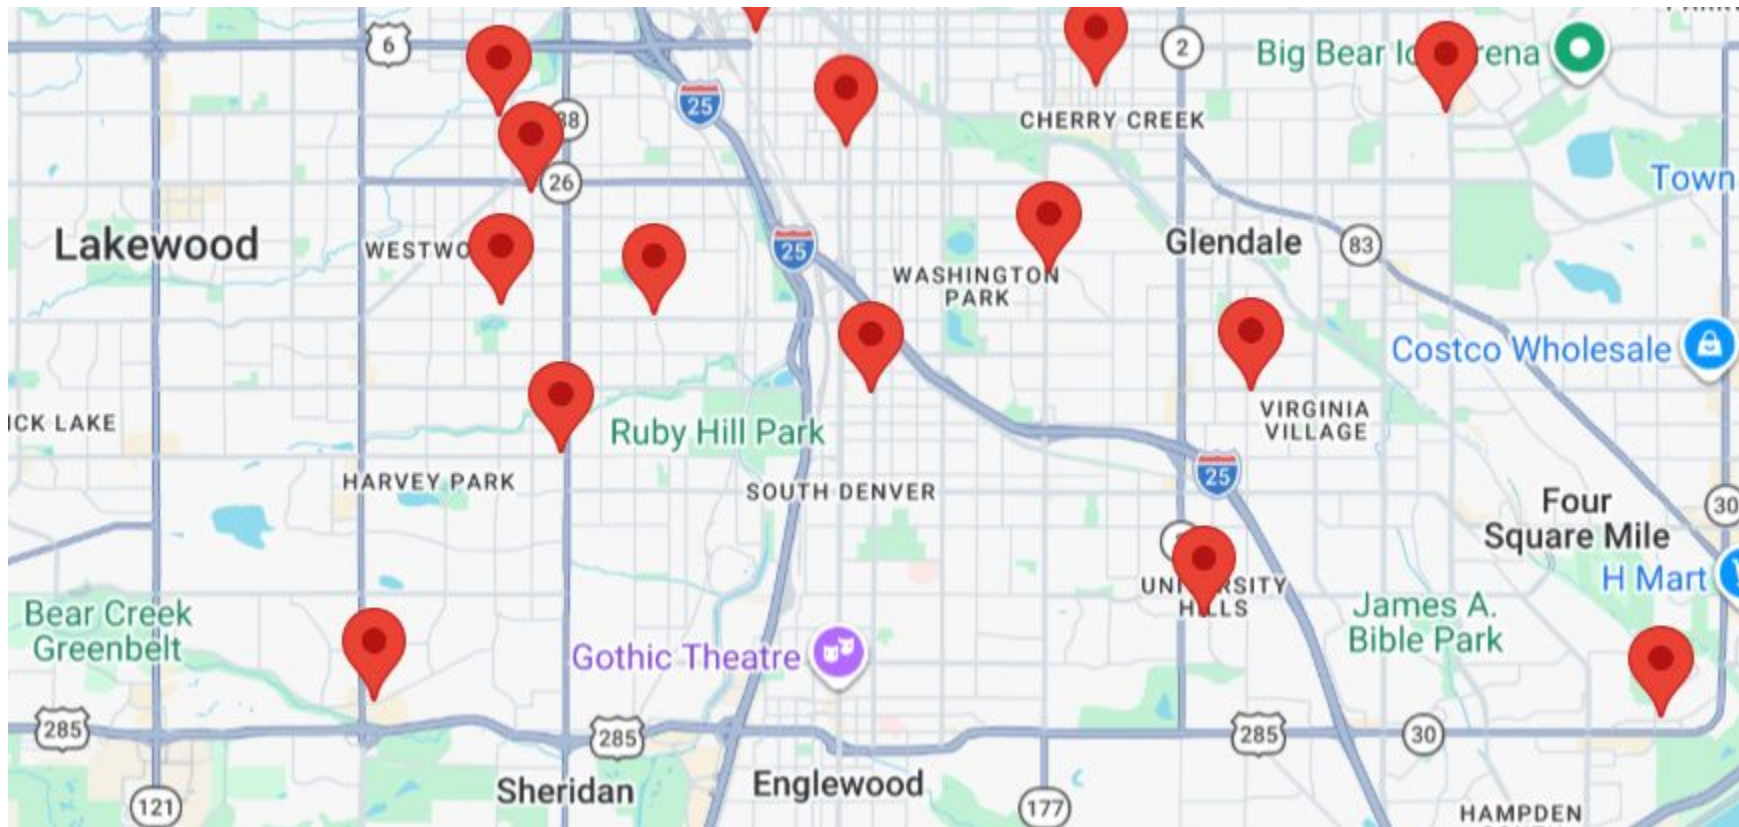 6
2
Big Bear Ic rena
25
38
CHERRY CREEK
26
Town
Lakewood
WESTWO
25
Glendale
83
WASHINGTON
PARK
Costco Wholesale
VIRGINIA
VILLAGE
ICK LAKE
Ruby Hill Park
25
HARVEY PARK
SOUTH DENVER
Four
Square Mile
30
H Mart
UNI RSITY
H LLS
Bear Creek
Greenbelt
James A.
Bible Park
Gothic Theatre
285
285
285
30
Sheridan
Englewood
121
177
HAMPDEN